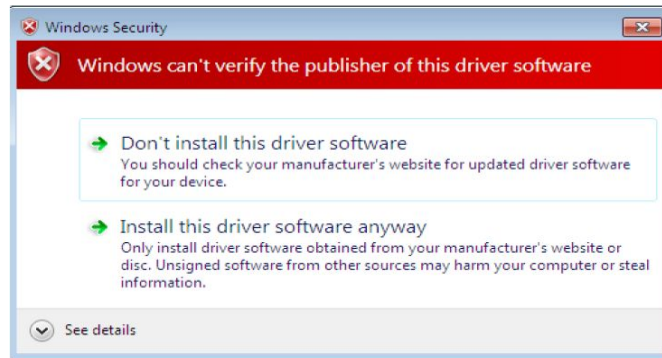 Windows Security
Windows can't verify the publisher of this driver software
Don't install this driver software
You should check your manufacturer's website for updated driver software
for your device.
Install this driver software anyway
Only install driver software obtained from your manufacturer's website or
disc. Unsigned software from other sources may harm your computer or steal
information.
See details